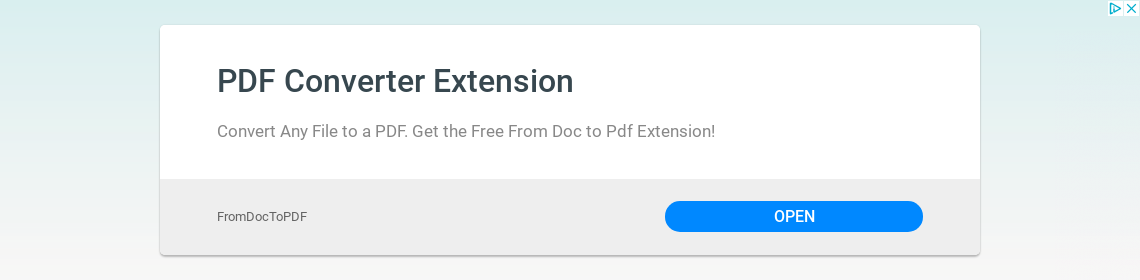 PDF Converter Extension
Convert Any File to a PDF. Get the Free From Doc to Pdf Extension!
FromDocToPDF
OPEN